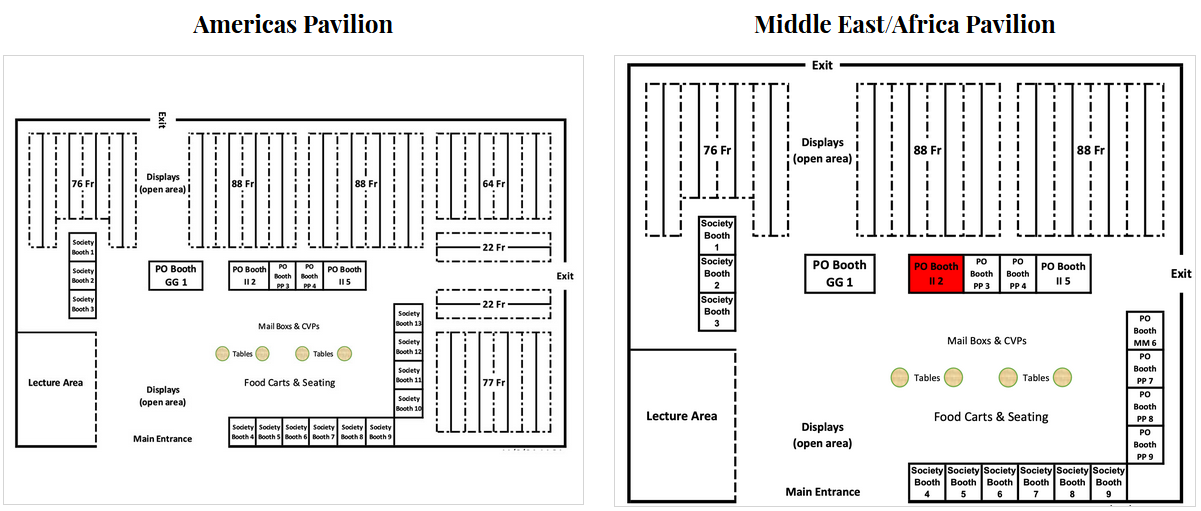 Americas Pavilion
Exit
76 Fr
Displays
(open area)
88 Fr
88 Fr
64 Fr
22 Fr
Society
Booth 1
Society
Booth 2
Society
Booth 3
PO Booth
GG 1
PO Booth
II 2
PO
Booth
PP 3
PO
Booth
PP 4
PO Booth
II 5
Exit
22 Fr
Mail Boxs & CVPs
Tables
Tables
Food Carts & Seating
Society
Booth 13
Society
Booth 12
Society
Booth 11
Society
Booth 10
77 Fr
Lecture Area
Displays
(open area)
Main Entrance
Society
Booth 4
Society
Booth 5
Society
Booth 6
Society
Booth 7
Society
Booth 8
Society
Booth 9
Middle East/Africa Pavilion
Exit
76 Fr
Displays
(open area)
88 Fr
88 Fr
Society
Booth
1
Society
Booth
2
Society
Booth
3
PO Booth
GG 1
PO Booth
II 2
PO
Booth
PP 3
PO
Booth
PP 4
PO Booth
II 5
Exit
Mail Boxs & CVPs
Tables
Tables
Food Carts & Seating
PO
Booth
MM 6
PO
Booth
PP 7
PO
Booth
PP 8
PO
Booth
PP 9
Lecture Area
Displays
(open area)
Main Entrance
Society
Booth
4
Society
Booth
5
Society
Booth
6
Society
Booth
7
Society
Booth
8
Society
Booth
9